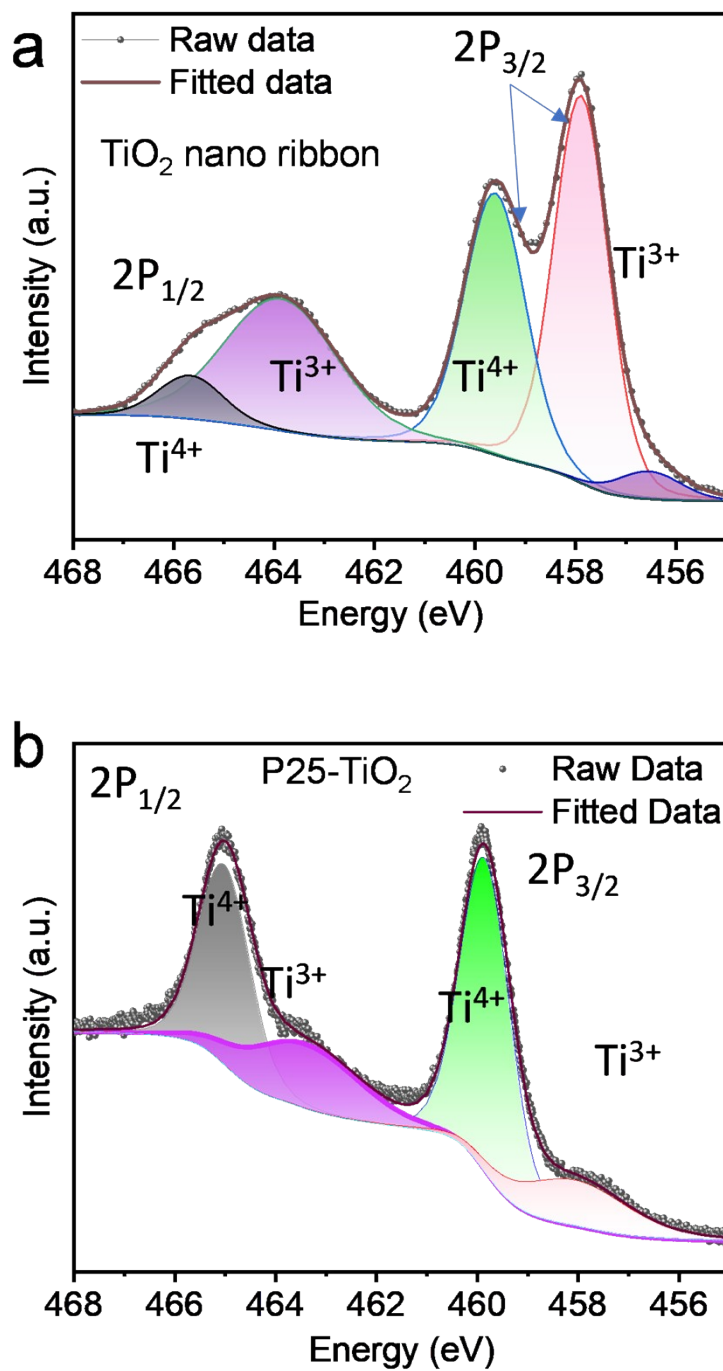 a
Raw data
Fitted data
2P3/2
TiO2 nano ribbon
2P1/2
Ti3+
Ti3+
Ti4+
Ti4+
Intensity (a.u.)
468 466 464 462 460 458 456
Energy (eV)
b
P25-TiO2
Raw Data
Fitted Data
2P1/2
2P3/2
Ti4+
Ti3+
Ti4+
Ti3+
Intensity (a.u.)
468 466 464 462 460 458 456
Energy (eV)